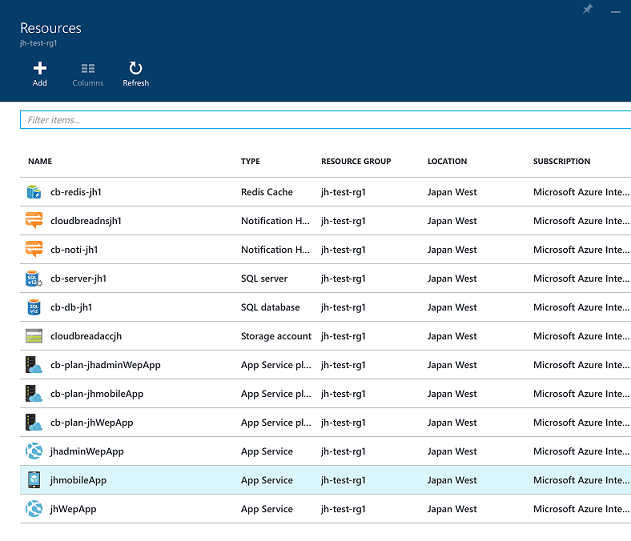 Resources
jh-test-rg1
Add Columns Refresh
Filter items...
NAME TYPE RESOURCE GROUP LOCATION SUBSCRIPTION
cb-redis-jh1 Redis Cache jh-test-rg1 Japan West Microsoft Azure Inte...
cloudbreadnsjh1 Notification H... jh-test-rg1 Japan West Microsoft Azure Inte...
cb-noti-jh1 Notification H... jh-test-rg1 Japan West Microsoft Azure Inte...
SQL v12 cb-server-jh1 SQL server jh-test-rg1 Japan West Microsoft Azure Inte...
SQL v12 cb-db-jh1 SQL database jh-test-rg1 Japan West Microsoft Azure Inte...
cloudbreadaccjh Storage account jh-test-rg1 Japan West Microsoft Azure Inte...
cb-plan-jhadminWepApp App Service pl... jh-test-rg1 Japan West Microsoft Azure Inte...
cb-plan-jhmobileApp App Service pl... jh-test-rg1 Japan West Microsoft Azure Inte...
cb-plan-jhWepApp App Service pl... jh-test-rg1 Japan West Microsoft Azure Inte...
jhadminWepApp App Service jh-test-rg1 Japan West Microsoft Azure Inte...
jhmobileApp App Service jh-test-rg1 Japan West Microsoft Azure Inte...
jhWepApp App Service jh-test-rg1 Japan West Microsoft Azure Inte...